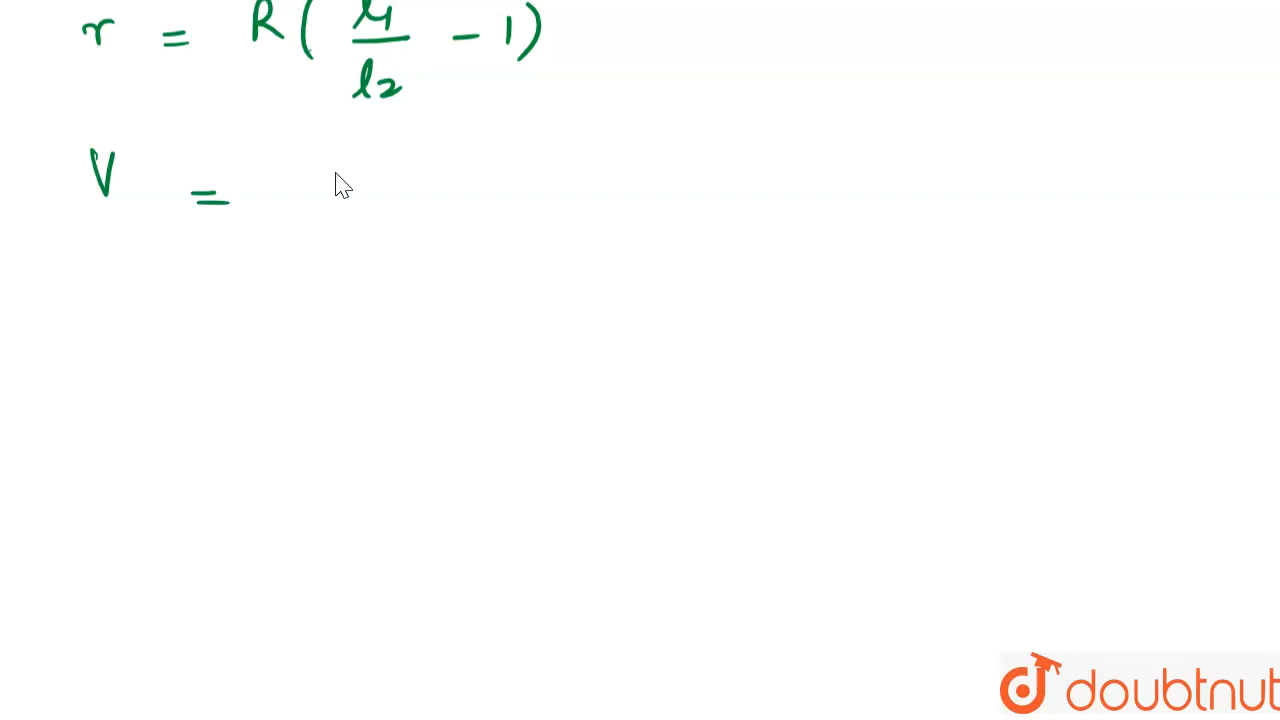 r = R( l1/l2 - 1)
V =
doubtnut